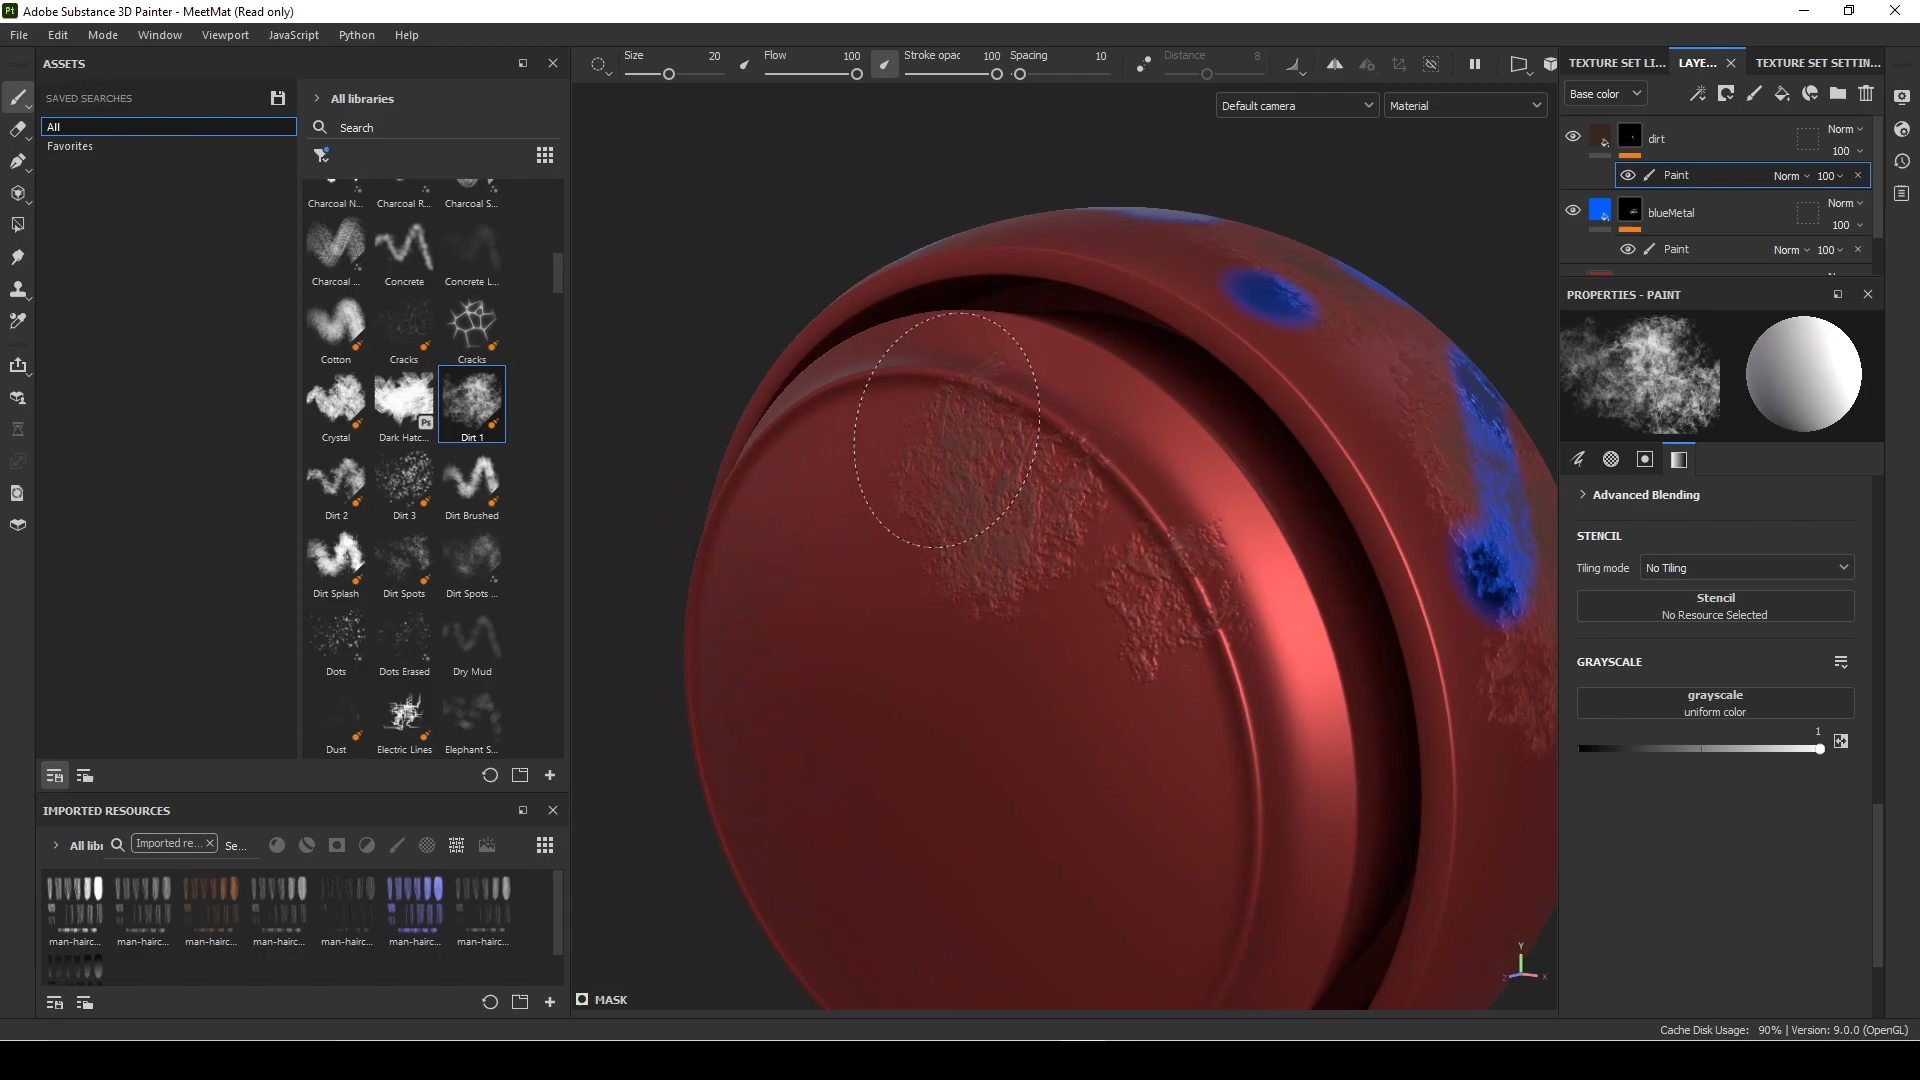 Pt Adobe Substance 3D Painter - MeetMat (Read only)
File Edit Mode Window Viewport JavaScript Python Help
ASSETS
SAVED SEARCHES
All
Favorites
All libraries
Search
Charcoal N... Charcoal R... Charcoal S...
Charcoal ... Concrete Concrete L...
Cotton Cracks Cracks
Ps
Crystal Dark Hatc... Dirt 1
Dirt 2 Dirt 3 Dirt Brushed
Dirt Splash Dirt Spots Dirt Spots ...
Dots Dots Erased Dry Mud
Dust Electric Lines Elephant S...
IMPORTED RESOURCES
All libr Imported re... Se...
man-hairc... man-hairc... man-hairc... man-hairc... man-hairc... man-hairc... man-hairc...
Size 20 Flow 100 Stroke opac 100 Spacing 10 Distance 8
Default camera Material
Y
Z X
MASK
TEXTURE SET LI... LAYE... TEXTURE SET SETTIN...
Base color
dirt Norm
100
Paint Norm 100
blueMetal Norm
100
Paint Norm 100
PROPERTIES - PAINT
Advanced Blending
STENCIL
Tiling mode No Tiling
Stencil
No Resource Selected
GRAYSCALE
grayscale
uniform color
1
Cache Disk Usage: 90% | Version: 9.0.0 (OpenGL)